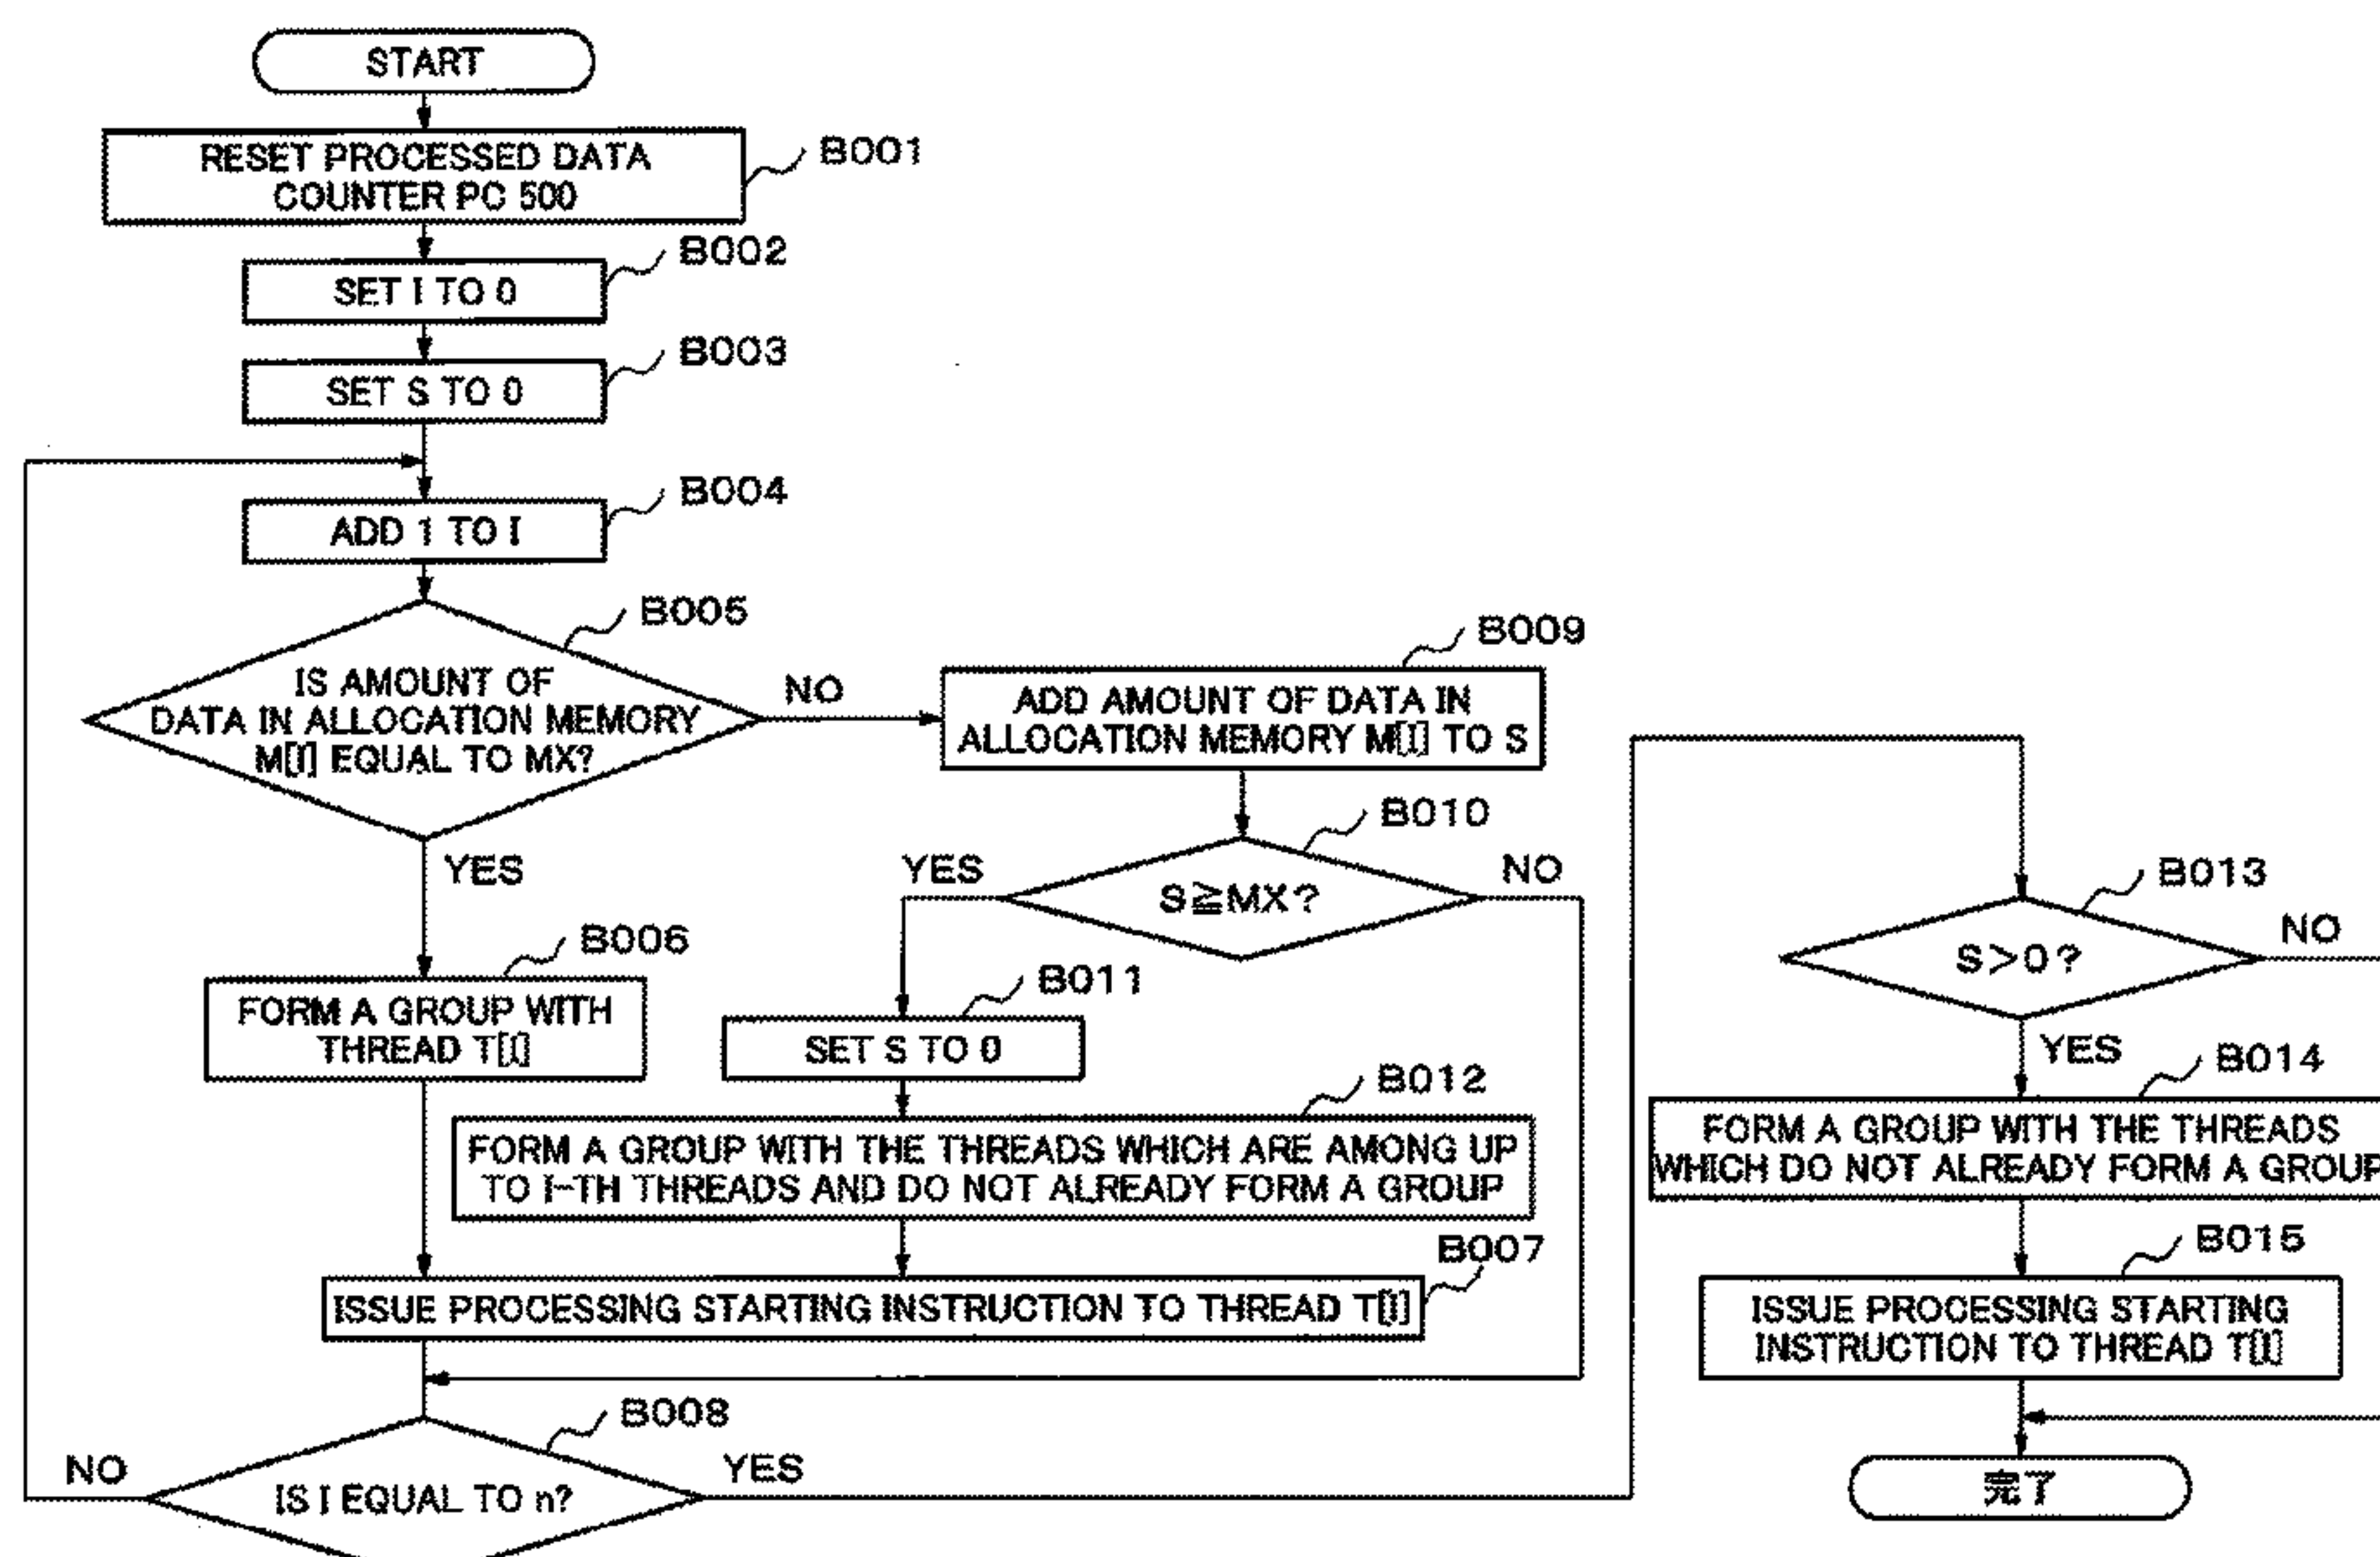 START
RESET PROCESSED DATA
COUNTER PC 500
B001
SET I TO 0
B002
SET S TO 0
B003
ADD 1 TO I
B004
IS AMOUNT OF
DATA IN ALLOCATION MEMORY
M[I] EQUAL TO MX?
B005
NO
YES
ADD AMOUNT OF DATA IN
ALLOCATION MEMORY M[I] TO S
B009
S≧MX?
B010
YES
NO
FORM A GROUP WITH
THREAD T[I]
B006
SET S TO 0
B011
FORM A GROUP WITH THE THREADS WHICH ARE AMONG UP
TO I-TH THREADS AND DO NOT ALREADY FORM A GROUP
B012
ISSUE PROCESSING STARTING INSTRUCTION TO THREAD T[I]
B007
IS I EQUAL TO n?
B008
NO
YES
S>0?
B013
NO
YES
FORM A GROUP WITH THE THREADS
WHICH DO NOT ALREADY FORM A GROUP
B014
ISSUE PROCESSING STARTING
INSTRUCTION TO THREAD T[I]
B015
完了